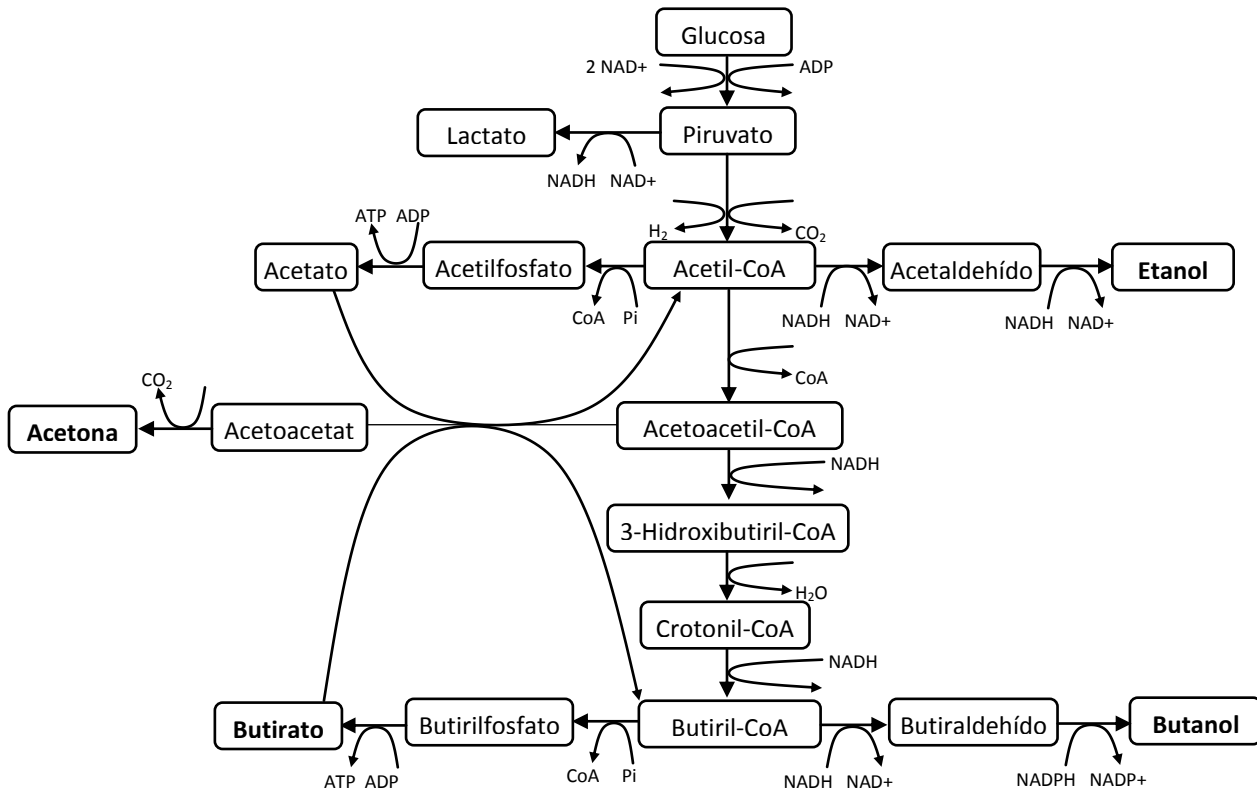 Glucosa
2 NAD+
ADP
Lactato
Piruvato
NADH
NAD+
H₂
CO₂
ATP
ADP
Acetato
Acetilfosfato
Acetil-CoA
Acetaldehído
Etanol
CoA
Pi
NADH
NAD+
NADH
NAD+
CoA
CO₂
Acetona
Acetoacetat
Acetoacetil-CoA
NADH
3-Hidroxibutiril-CoA
H₂O
Crotonil-CoA
NADH
Butirato
Butirilfosfato
Butiril-CoA
Butiraldehído
Butanol
ATP
ADP
CoA
Pi
NADH
NAD+
NADPH
NADP+